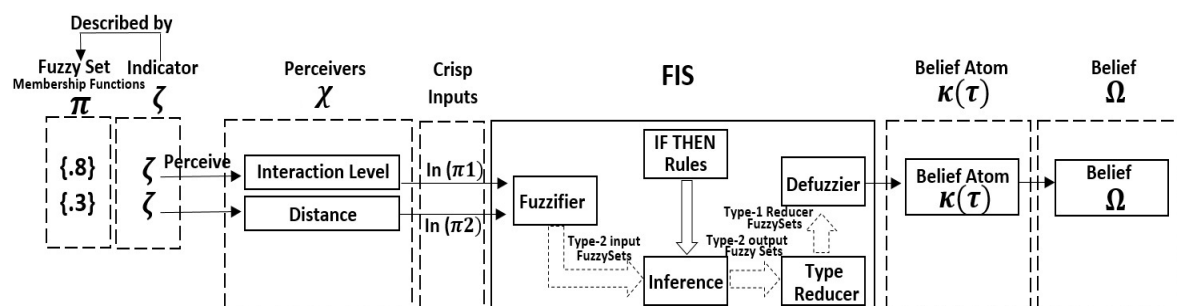 Described by
Fuzzy Set
Membership Functions
π
Indicator
ζ
Perceivers
χ
Crisp
Inputs
FIS
Belief Atom
κ(τ)
Belief
Ω
{.8}
{.3}
ζ
ζ
Perceive
Interaction Level
Distance
In (π1)
In (π2)
Fuzzifier
IF THEN
Rules
Type-2 input
FuzzySets
Inference
Type-2 output
Fuzzy Sets
Type
Reducer
Type-1 Reducer
FuzzySets
Defuzzier
Belief Atom
κ(τ)
Belief
Ω